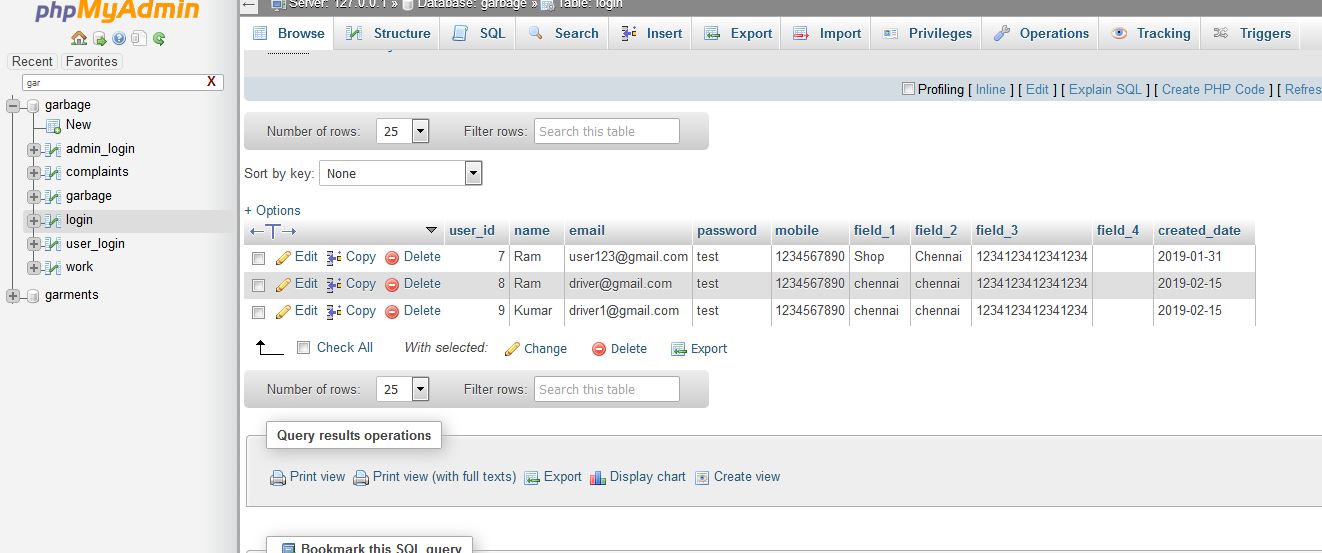 phpMyAdmin
Server: 127.0.0.1 » Database: garbage » Table: login
Browse Structure SQL Search Insert Export Import Privileges Operations Tracking Triggers
Recent Favorites
gar X
garbage
New
admin_login
complaints
garbage
login
user_login
work
garments
Profiling [ Inline ] [ Edit ] [ Explain SQL ] [ Create PHP Code ] [ Refres
Number of rows: 25 Filter rows: Search this table
Sort by key: None
+ Options
←T→ user_id name email password mobile field_1 field_2 field_3 field_4 created_date
Edit Copy Delete 7 Ram user123@gmail.com test 1234567890 Shop Chennai 1234123412341234 2019-01-31
Edit Copy Delete 8 Ram driver@gmail.com test 1234567890 chennai chennai 1234123412341234 2019-02-15
Edit Copy Delete 9 Kumar driver1@gmail.com test 1234567890 chennai chennai 1234123412341234 2019-02-15
Check All With selected: Change Delete Export
Number of rows: 25 Filter rows: Search this table
Query results operations
Print view Print view (with full texts) Export Display chart Create view
Bookmark this SQL query